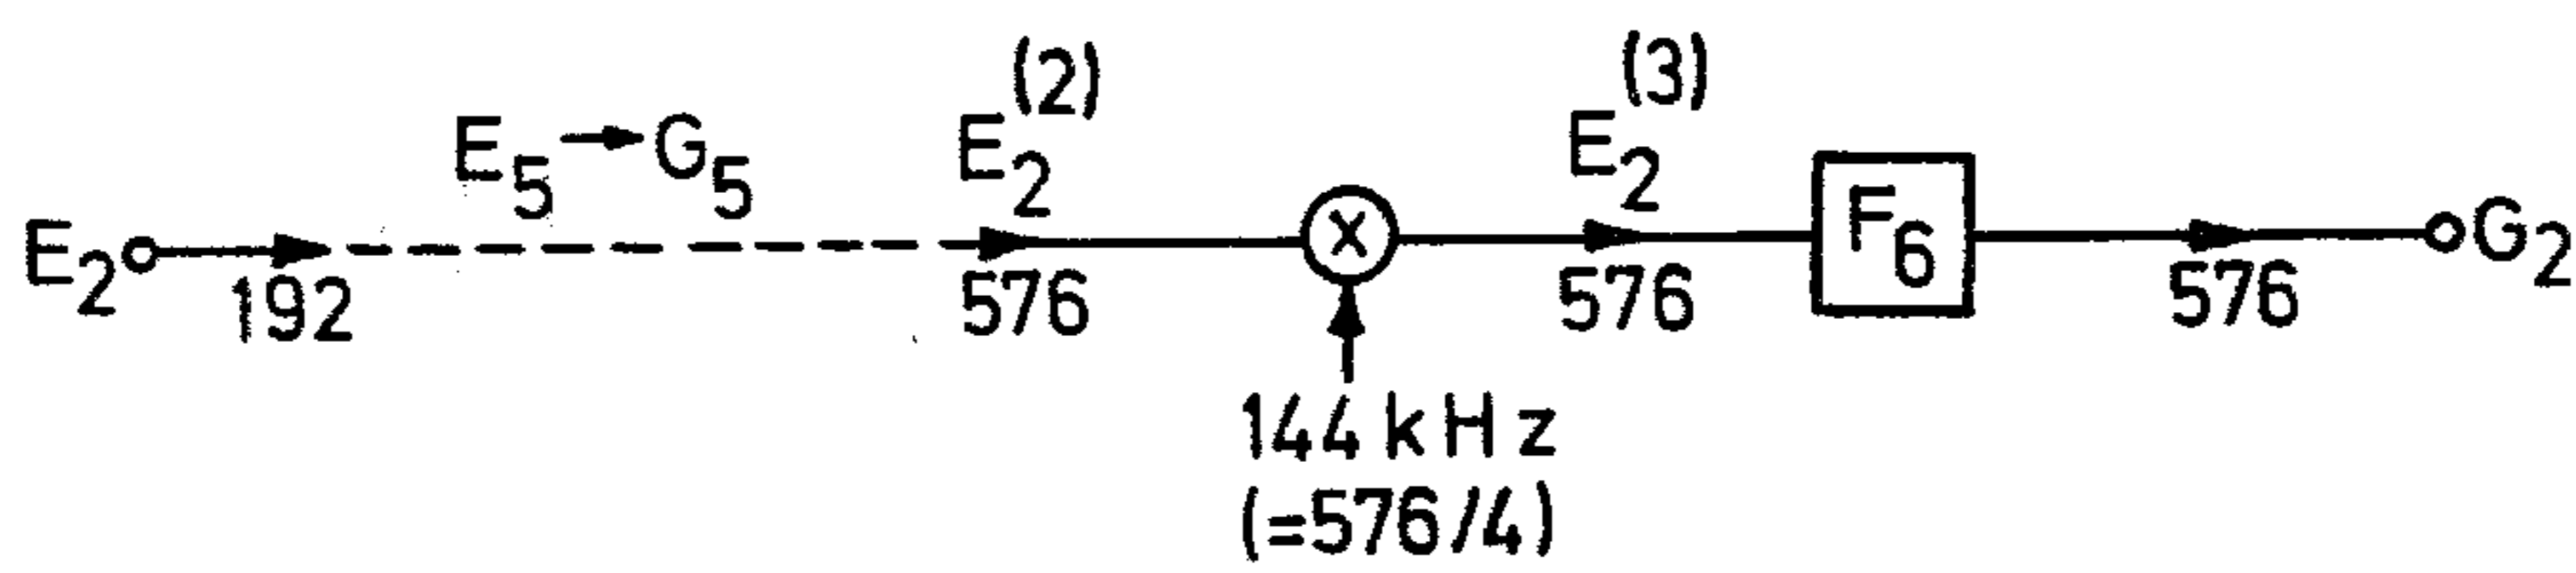 E₂⁽²⁾ E₂⁽³⁾
E₅ → G₅
E₂ F₆ G₂
192 576 576 576
×
144 kHz
(=576/4)